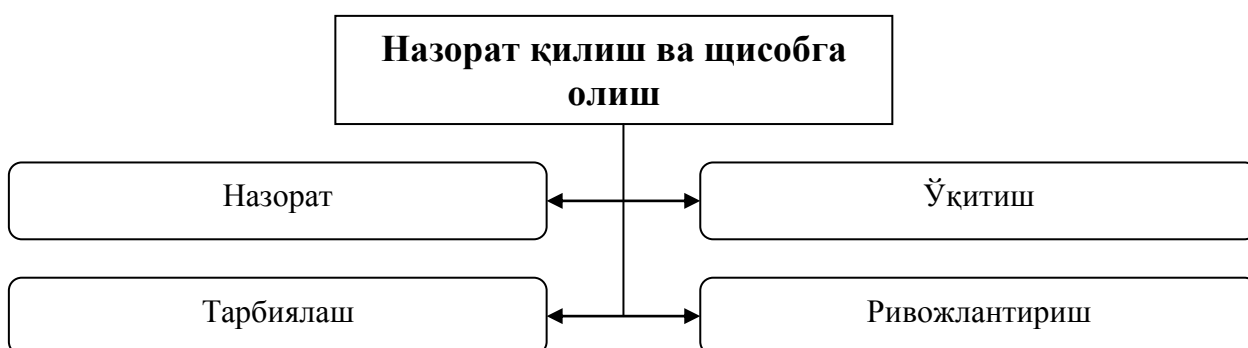 Назорат қилиш ва щисобга
олиш
Назорат
Ўқитиш
Тарбиялаш
Ривожлантириш